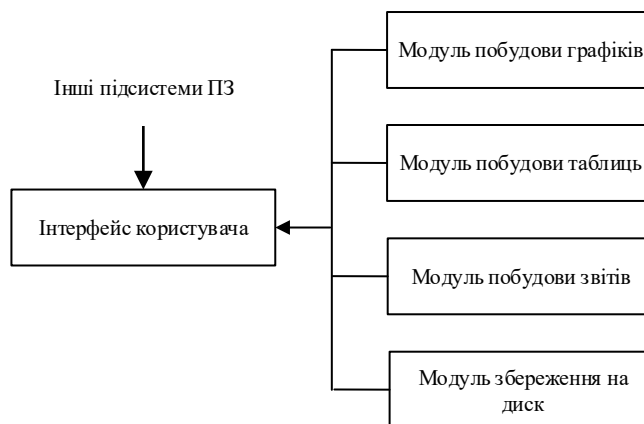 Модуль побудови графіків
Інші підсистеми ПЗ
Модуль побудови таблиць
Інтерфейс користувача
Модуль побудови звітів
Модуль збереження на
диск